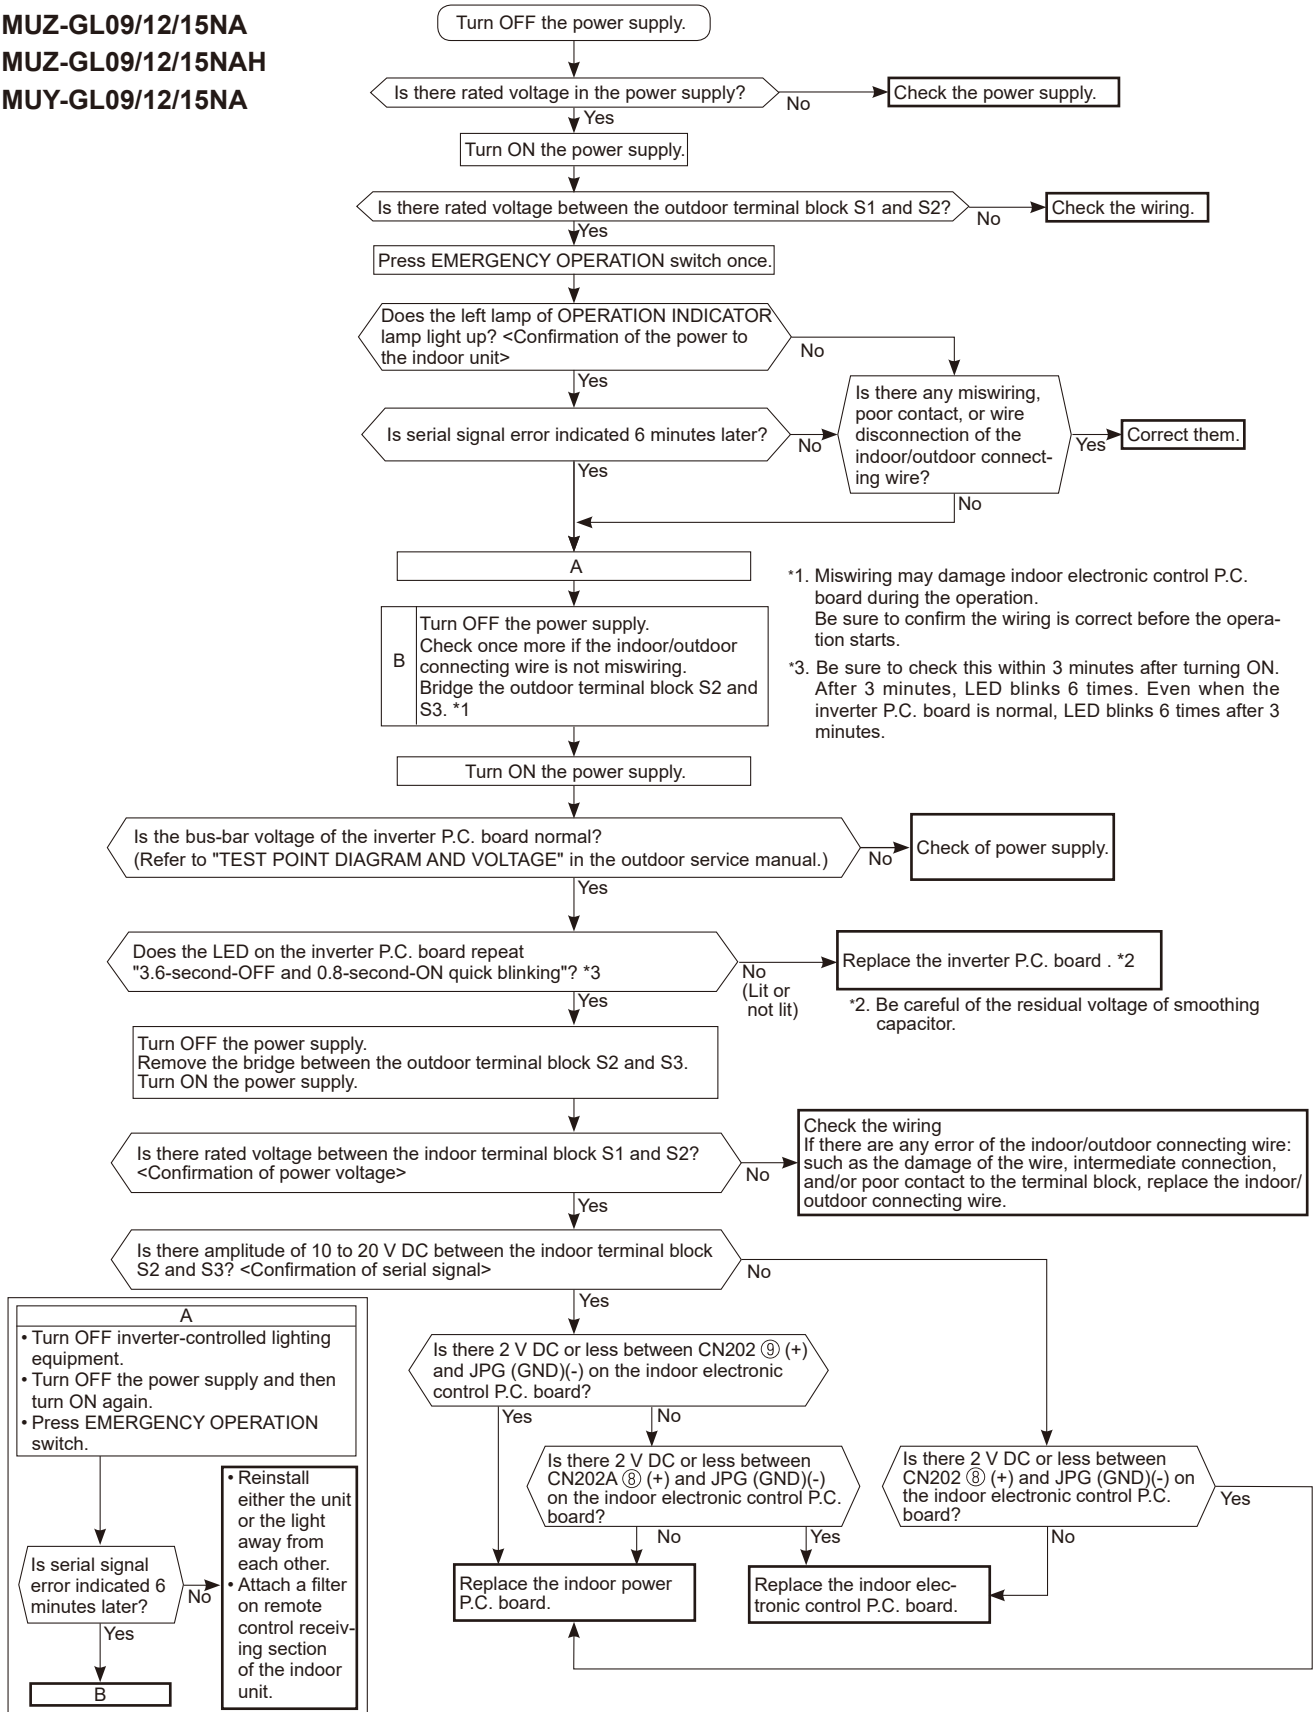 MUZ-GL09/12/15NA
MUZ-GL09/12/15NAH
MUY-GL09/12/15NA
Turn OFF the power supply.
Is there rated voltage in the power supply?
No
Check the power supply.
Yes
Turn ON the power supply.
Is there rated voltage between the outdoor terminal block S1 and S2?
No
Check the wiring.
Yes
Press EMERGENCY OPERATION switch once.
Does the left lamp of OPERATION INDICATOR
lamp light up? <Confirmation of the power to
the indoor unit>
No
Yes
Is there any miswiring,
poor contact, or wire
disconnection of the
indoor/outdoor connect-
ing wire?
Yes
Correct them.
No
Is serial signal error indicated 6 minutes later?
No
Yes
A
B
Turn OFF the power supply.
Check once more if the indoor/outdoor
connecting wire is not miswiring.
Bridge the outdoor terminal block S2 and
S3. *1
*1. Miswiring may damage indoor electronic control P.C.
board during the operation.
Be sure to confirm the wiring is correct before the opera-
tion starts.
*3. Be sure to check this within 3 minutes after turning ON.
After 3 minutes, LED blinks 6 times. Even when the
inverter P.C. board is normal, LED blinks 6 times after 3
minutes.
Turn ON the power supply.
Is the bus-bar voltage of the inverter P.C. board normal?
(Refer to "TEST POINT DIAGRAM AND VOLTAGE" in the outdoor service manual.)
No
Check of power supply.
Yes
Does the LED on the inverter P.C. board repeat
"3.6-second-OFF and 0.8-second-ON quick blinking"? *3
No
(Lit or
not lit)
Replace the inverter P.C. board . *2
*2. Be careful of the residual voltage of smoothing
capacitor.
Yes
Turn OFF the power supply.
Remove the bridge between the outdoor terminal block S2 and S3.
Turn ON the power supply.
Is there rated voltage between the indoor terminal block S1 and S2?
<Confirmation of power voltage>
No
Check the wiring
If there are any error of the indoor/outdoor connecting wire:
such as the damage of the wire, intermediate connection,
and/or poor contact to the terminal block, replace the indoor/
outdoor connecting wire.
Yes
Is there amplitude of 10 to 20 V DC between the indoor terminal block
S2 and S3? <Confirmation of serial signal>
No
Yes
Is there 2 V DC or less between CN202 ⑨ (+)
and JPG (GND)(-) on the indoor electronic
control P.C. board?
Yes
No
Is there 2 V DC or less between
CN202A ⑧ (+) and JPG (GND)(-)
on the indoor electronic control P.C.
board?
No
Yes
Is there 2 V DC or less between
CN202 ⑧ (+) and JPG (GND)(-) on
the indoor electronic control P.C.
board?
Yes
No
Replace the indoor power
P.C. board.
Replace the indoor elec-
tronic control P.C. board.
A
• Turn OFF inverter-controlled lighting
equipment.
• Turn OFF the power supply and then
turn ON again.
• Press EMERGENCY OPERATION
switch.
Is serial signal
error indicated 6
minutes later?
No
Yes
• Reinstall
either the unit
or the light
away from
each other.
• Attach a filter
on remote
control receiv-
ing section
of the indoor
unit.
B